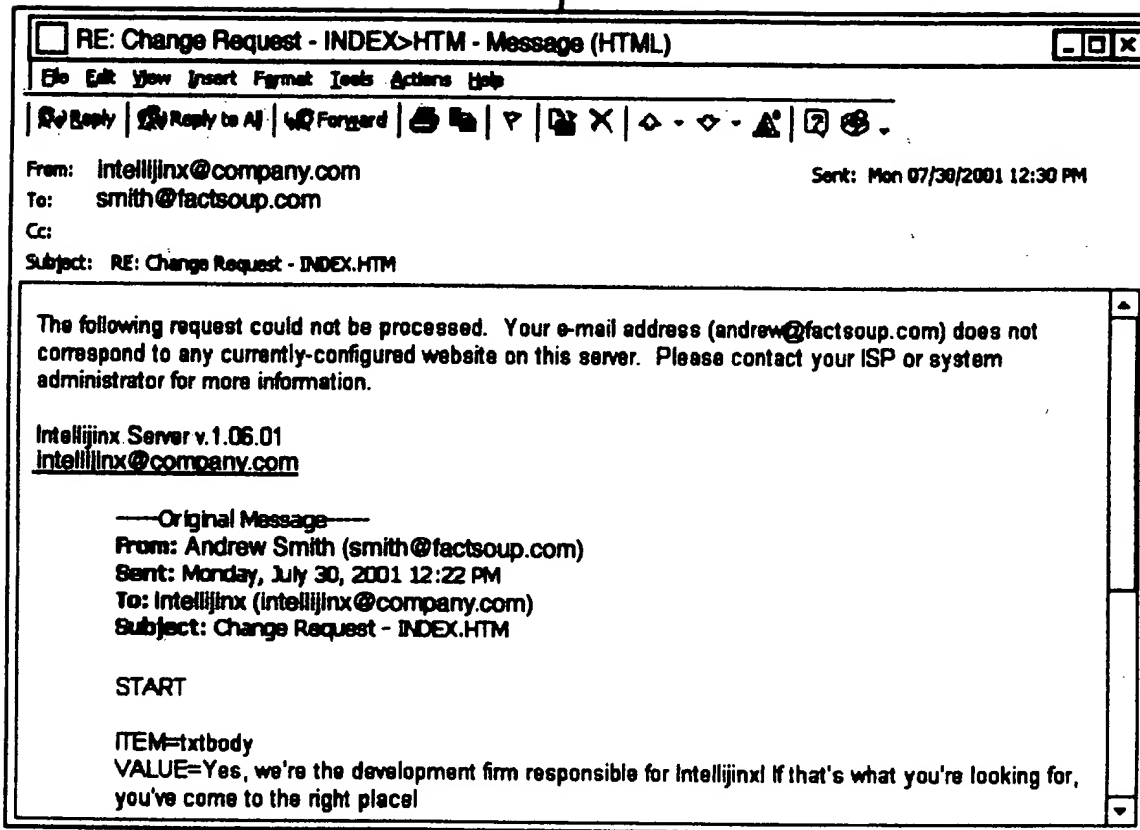 RE: Change Request - INDEX>HTM - Message (HTML)
File Edit View Insert Format Tools Actions Help
Reply Reply to All Forward
From: intellijinx@company.com Sent: Mon 07/30/2001 12:30 PM
To: smith@factsoup.com
Cc:
Subject: RE: Change Request - INDEX.HTM
The following request could not be processed. Your e-mail address (andrew@factsoup.com) does not
correspond to any currently-configured website on this server. Please contact your ISP or system
administrator for more information.
Intellijinx Server v.1.06.01
intellijinx@company.com
-----Original Message-----
From: Andrew Smith (smith@factsoup.com)
Sent: Monday, July 30, 2001 12:22 PM
To: Intellijinx (intellijinx@company.com)
Subject: Change Request - INDEX.HTM
START
ITEM=txtbody
VALUE=Yes, we're the development firm responsible for Intellijinx! If that's what you're looking for,
you've come to the right place!